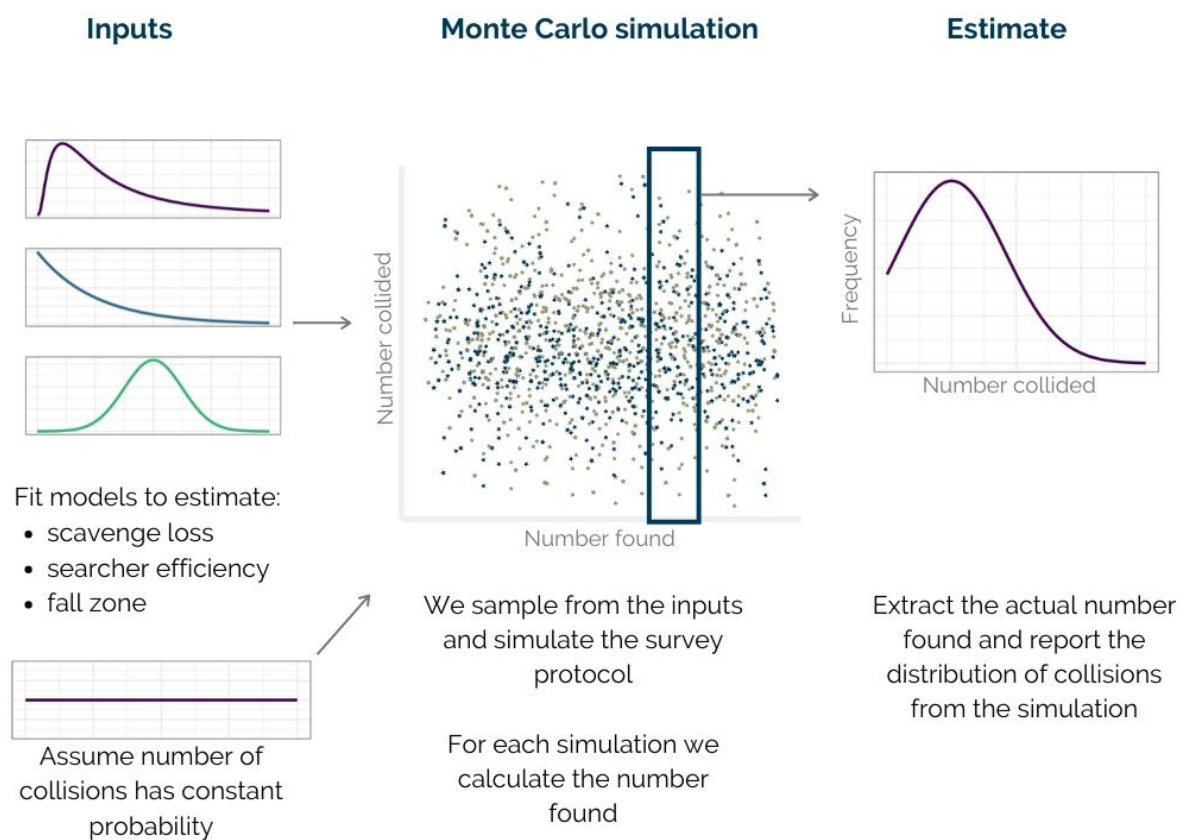 Inputs
Monte Carlo simulation
Estimate
Fit models to estimate:
• scavenge loss
• searcher efficiency
• fall zone
Assume number of
collisions has constant
probability
Number collided
Number found
We sample from the inputs
and simulate the survey
protocol
For each simulation we
calculate the number
found
Frequency
Number collided
Extract the actual number
found and report the
distribution of collisions
from the simulation